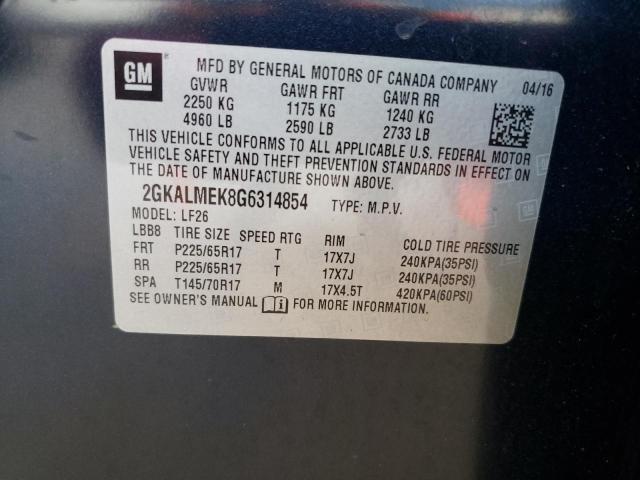 GM
MFD BY GENERAL MOTORS OF CANADA COMPANY 04/16
GVWR GAWR FRT GAWR RR
2250 KG 1175 KG 1240 KG
4960 LB 2590 LB 2733 LB
THIS VEHICLE CONFORMS TO ALL APPLICABLE U.S. FEDERAL MOTOR
VEHICLE SAFETY AND THEFT PREVENTION STANDARDS IN EFFECT ON
THE DATE OF MANUFACTURE SHOWN ABOVE.
2GKALMEK8G6314854 TYPE: M.P.V.
MODEL: LF26
LBB8 TIRE SIZE SPEED RTG RIM COLD TIRE PRESSURE
FRT P225/65R17 T 17X7J 240KPA(35PSI)
RR P225/65R17 T 17X7J 240KPA(35PSI)
SPA T145/70R17 M 17X4.5T 420KPA(60PSI)
SEE OWNER'S MANUAL i FOR MORE INFORMATION.